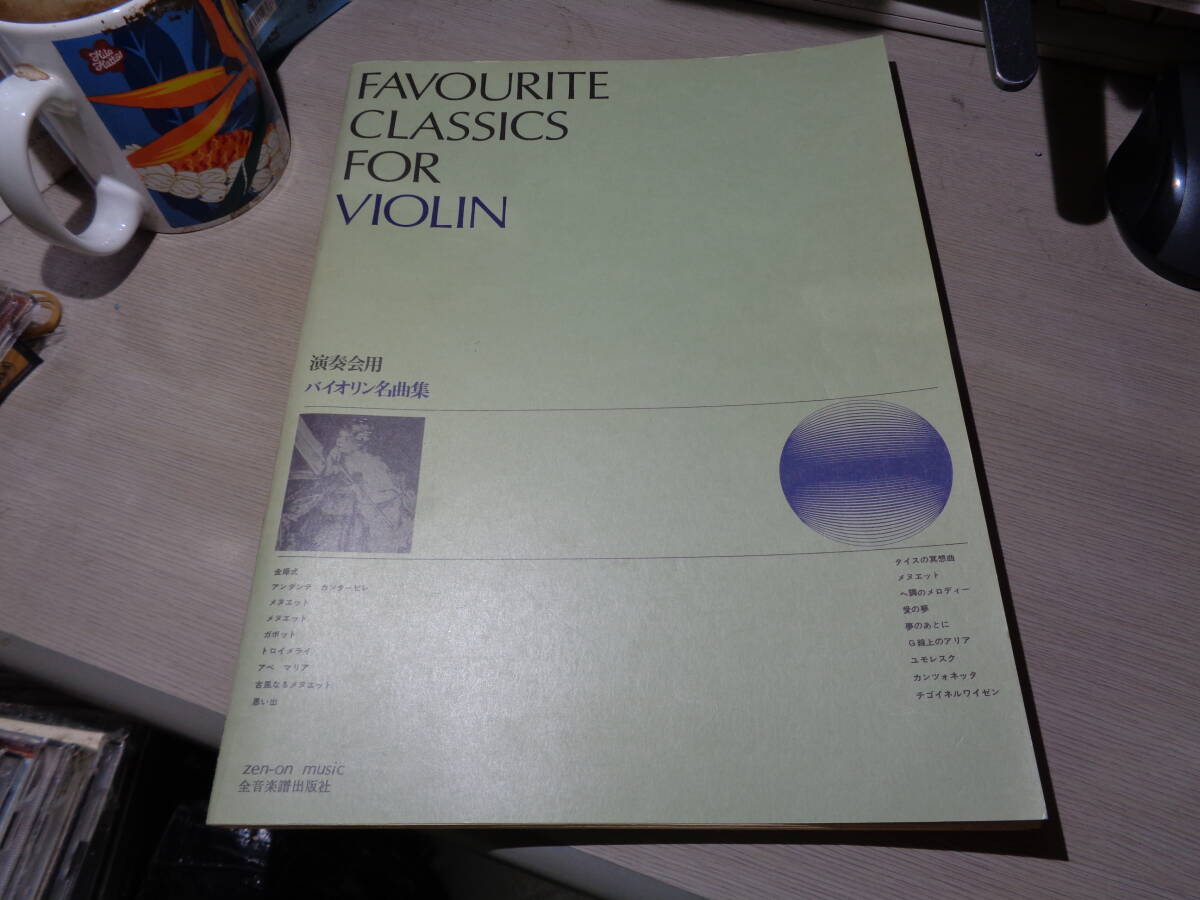 Kila
FAVOURITE
CLASSICS
FOR
VIOLIN
演奏会用
バイオリン名曲集
金婚式
アンダンテ カンタービレ
メヌエット
メヌエット
ガボット
トロイメライ
アベ マリア
古風なるメヌエット
思い出
タイスの冥想曲
メヌエット
ヘ調のメロディー
愛の夢
夢のあとに
G線上のアリア
ユモレスク
カンツォネッタ
チゴイネルワイゼン
zen-on music
全音楽譜出版社